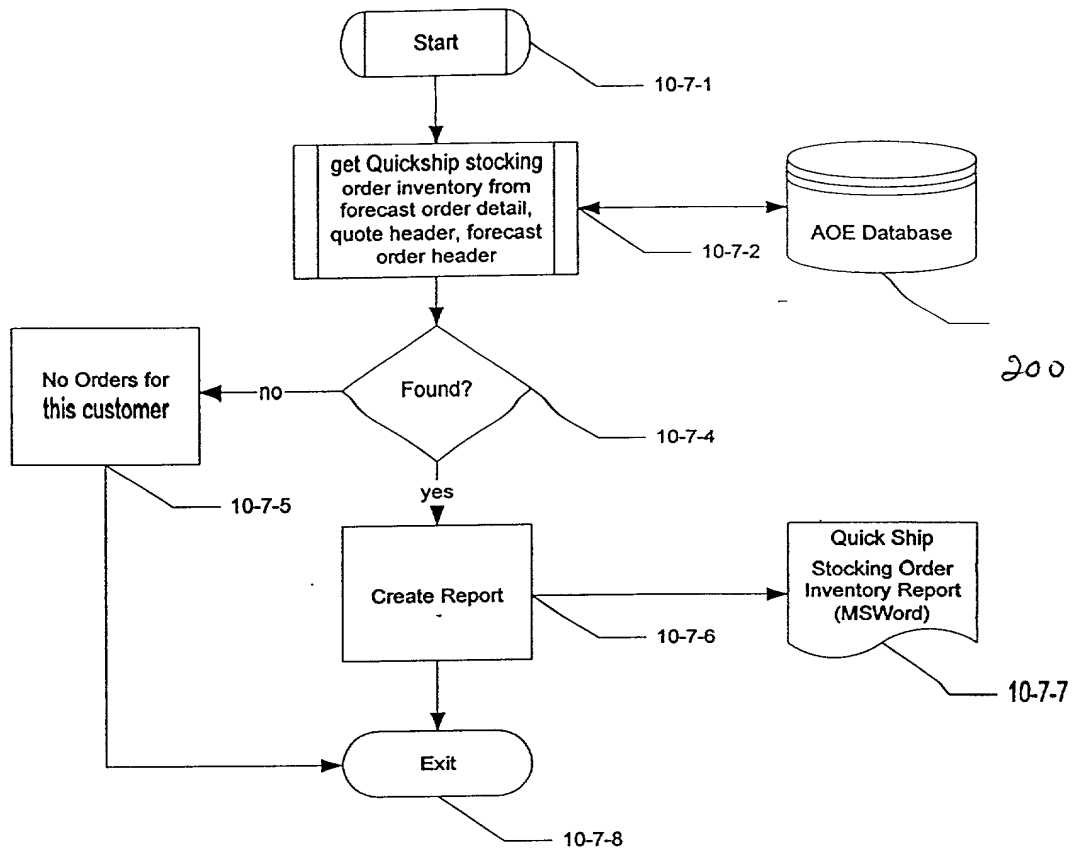 Start
10-7-1
get Quickship stocking
order inventory from
forecast order detail,
quote header, forecast
order header
10-7-2
AOE Database
200
No Orders for
this customer
no
Found?
10-7-4
10-7-5
yes
Create Report
10-7-6
Quick Ship
Stocking Order
Inventory Report
(MSWord)
10-7-7
Exit
10-7-8